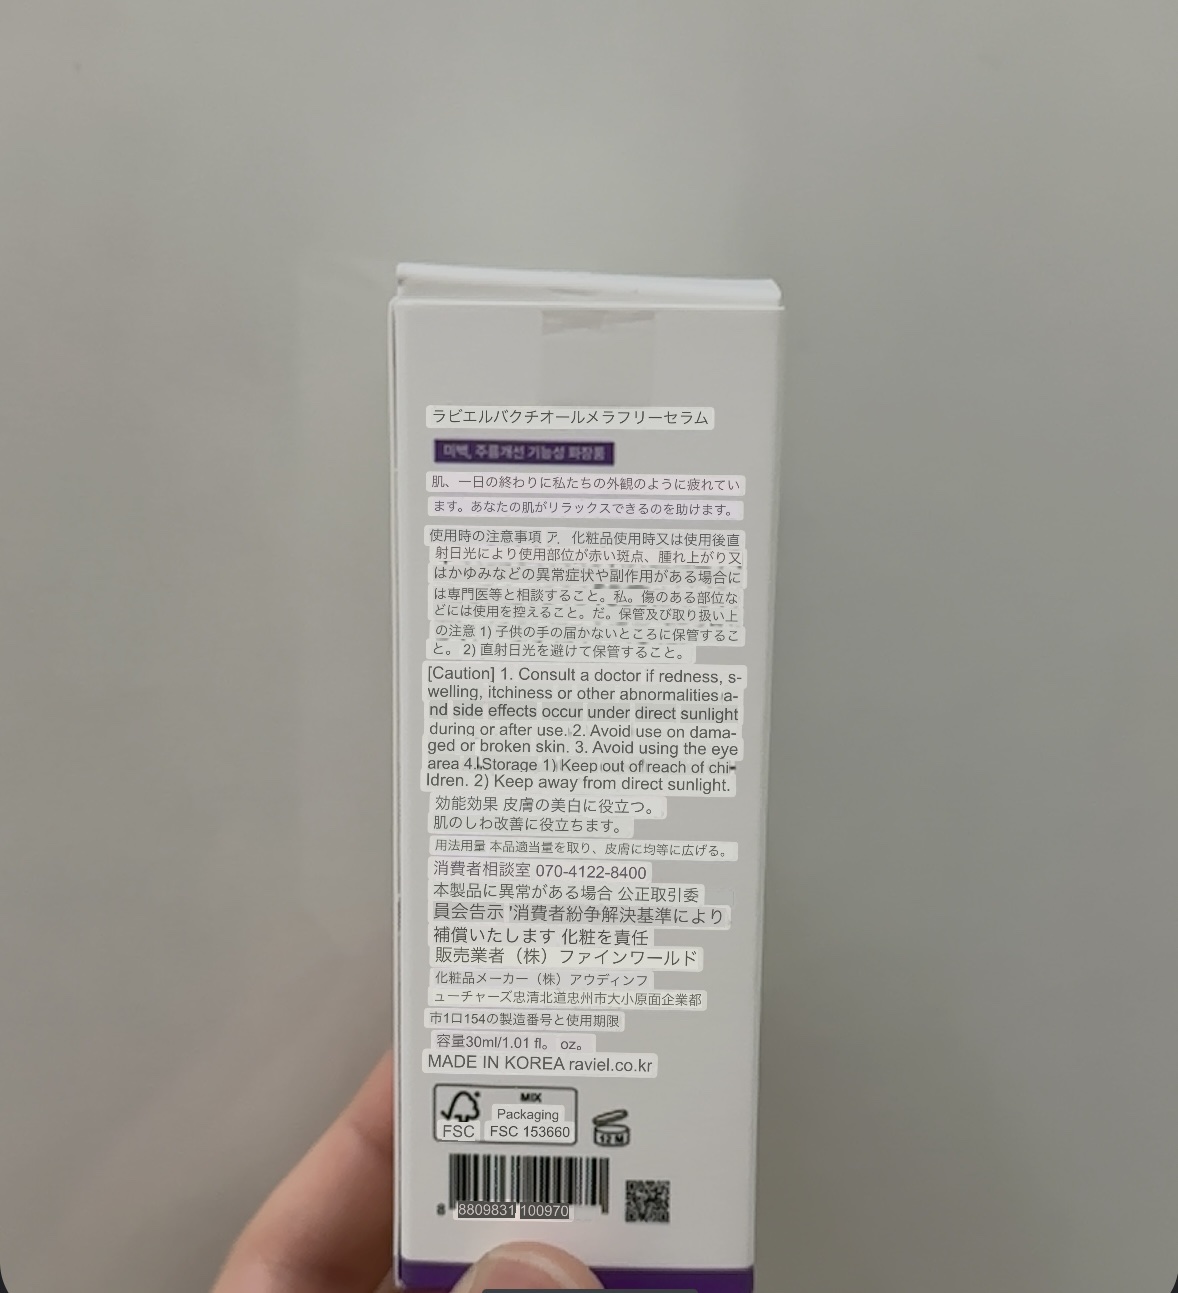 ラビエルバクチオールメラフリーセラム
미백, 주름개선 기능성 화장품
肌、一日の終わりに私たちの外観のように疲れてい
ます。あなたの肌がリラックスできるのを助けます。
使用時の注意事項 ア. 化粧品使用時又は使用後直
射日光により使用部位が赤い斑点、腫れ上がり又
はかゆみなどの異常症状や副作用がある場合に
は専門医等と相談すること。私。傷のある部位な
どには使用を控えること。だ。保管及び取り扱い上
の注意 1) 子供の手の届かないところに保管するこ
と。 2) 直射日光を避けて保管すること。
[Caution] 1. Consult a doctor if redness, s-
welling, itchiness or other abnormalities a-
nd side effects occur under direct sunlight
during or after use. 2. Avoid use on dama-
ged or broken skin. 3. Avoid using the eye
area 4. Storage 1) Keep out of reach of chi-
ldren. 2) Keep away from direct sunlight.
効能効果 皮膚の美白に役立つ。
肌のしわ改善に役立ちます。
用法用量 本品適当量を取り、皮膚に均等に広げる。
消費者相談室 070-4122-8400
本製品に異常がある場合 公正取引委
員会告示 '消費者紛争解決基準により
補償いたします 化粧を責任
販売業者（株）ファインワールド
化粧品メーカー（株）アウディンフ
ューチャーズ忠清北道忠州市大小原面企業都
市1口154の製造番号と使用期限
容量30ml/1.01 fl。 oz。
MADE IN KOREA raviel.co.kr
MIX
Packaging
FSC FSC 153660
12 M
8 8809831 100970